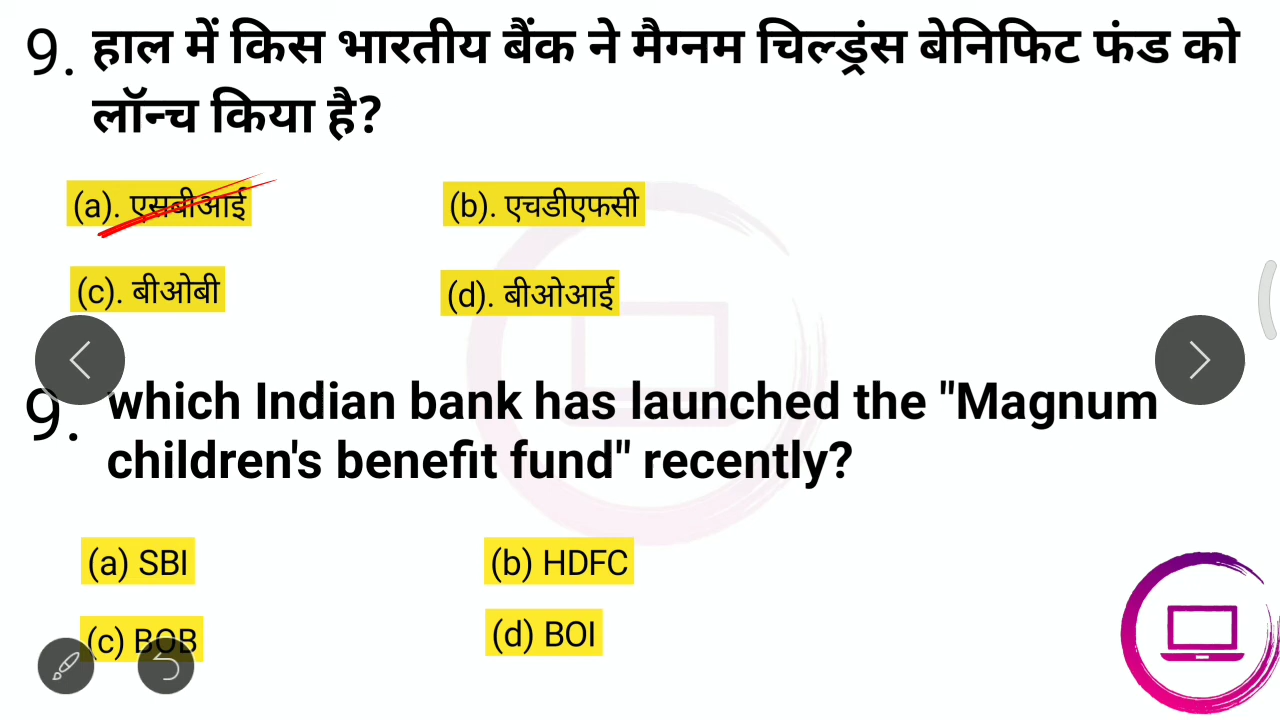 9. हाल में किस भारतीय बैंक ने मैग्नम चिल्ड्रंस बेनिफिट फंड को
लॉन्च किया है?
(a). एसबीआई (b). एचडीएफसी
(c). बीओबी (d). बीओआई
9. which Indian bank has launched the "Magnum
children's benefit fund" recently?
(a) SBI (b) HDFC
(c) BOB (d) BOI